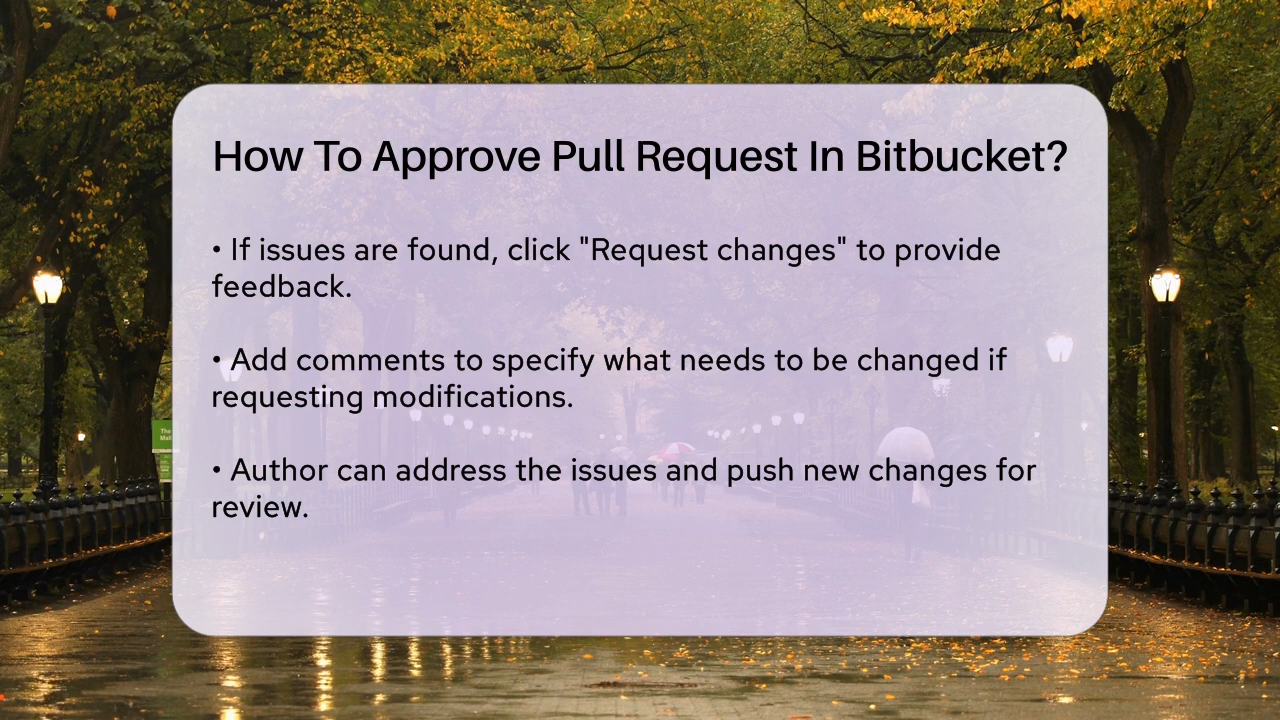 How To Approve Pull Request In Bitbucket?
• If issues are found, click "Request changes" to provide
feedback.
• Add comments to specify what needs to be changed if
requesting modifications.
• Author can address the issues and push new changes for
review.
The
Mall